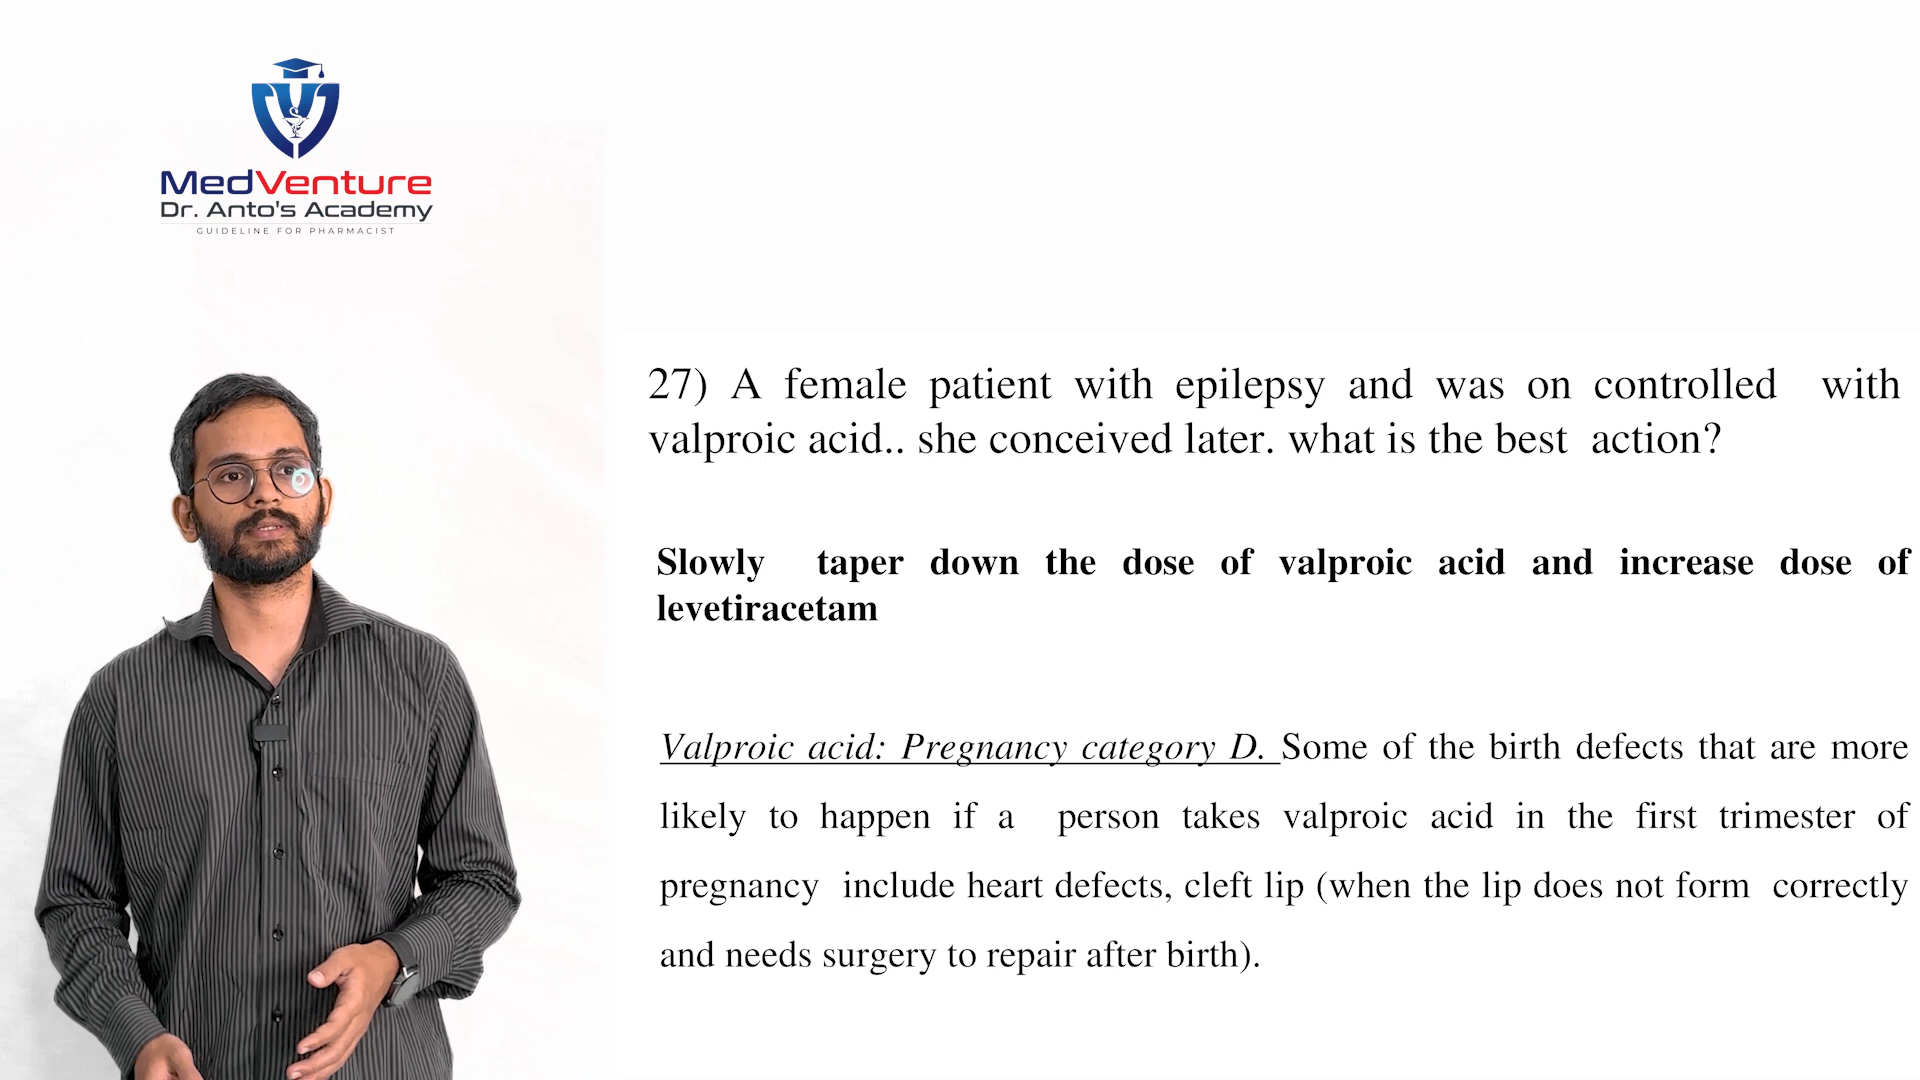 MedVenture
Dr. Anto's Academy
GUIDELINE FOR PHARMACIST
27) A female patient with epilepsy and was on controlled with
valproic acid.. she conceived later. what is the best action?
Slowly taper down the dose of valproic acid and increase dose of
levetiracetam
Valproic acid: Pregnancy category D. Some of the birth defects that are more
likely to happen if a person takes valproic acid in the first trimester of
pregnancy include heart defects, cleft lip (when the lip does not form correctly
and needs surgery to repair after birth).